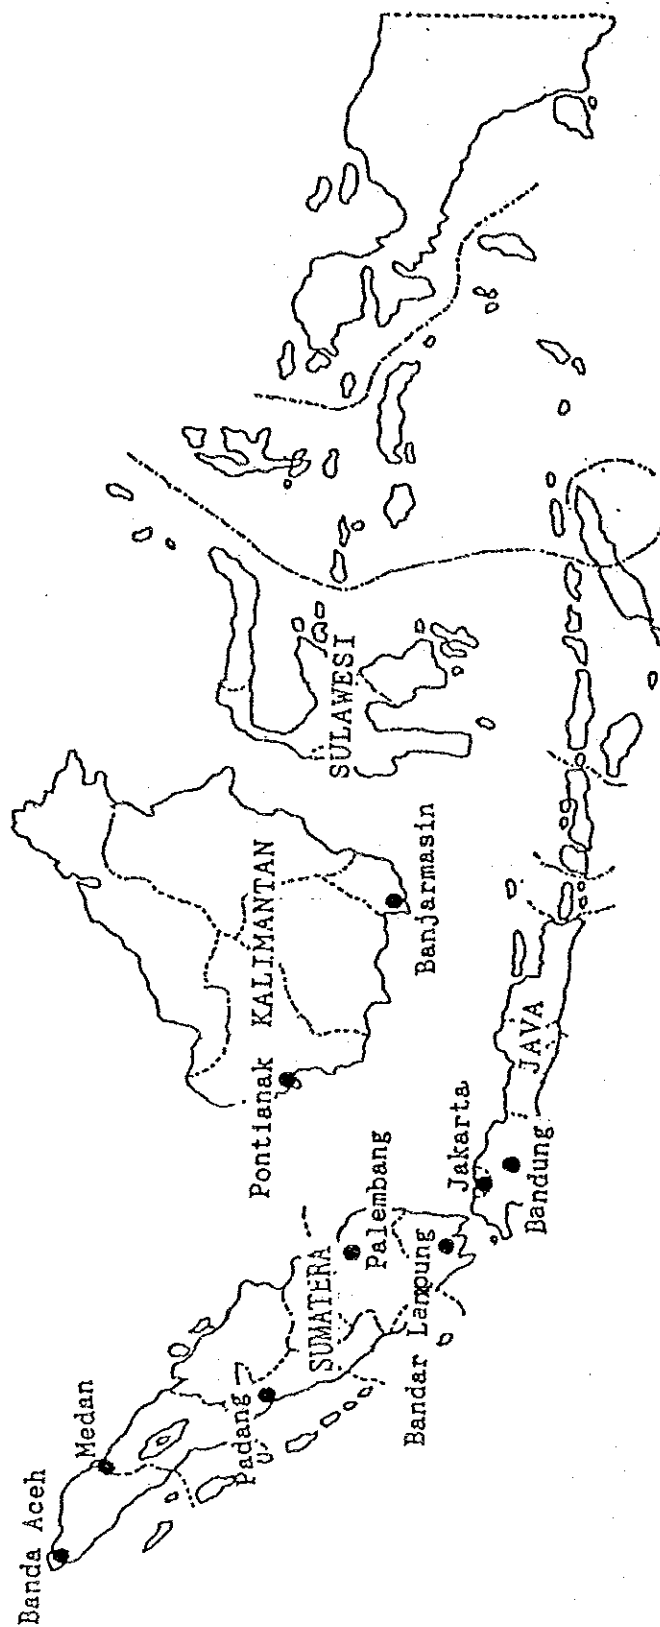 Banda Aceh
Medan
Padang
SUMATERA
Palembang
Bandar Lampung
Jakarta
Bandung
JAVA
Pontianak
KALIMANTAN
Banjarmasin
SULAWESI